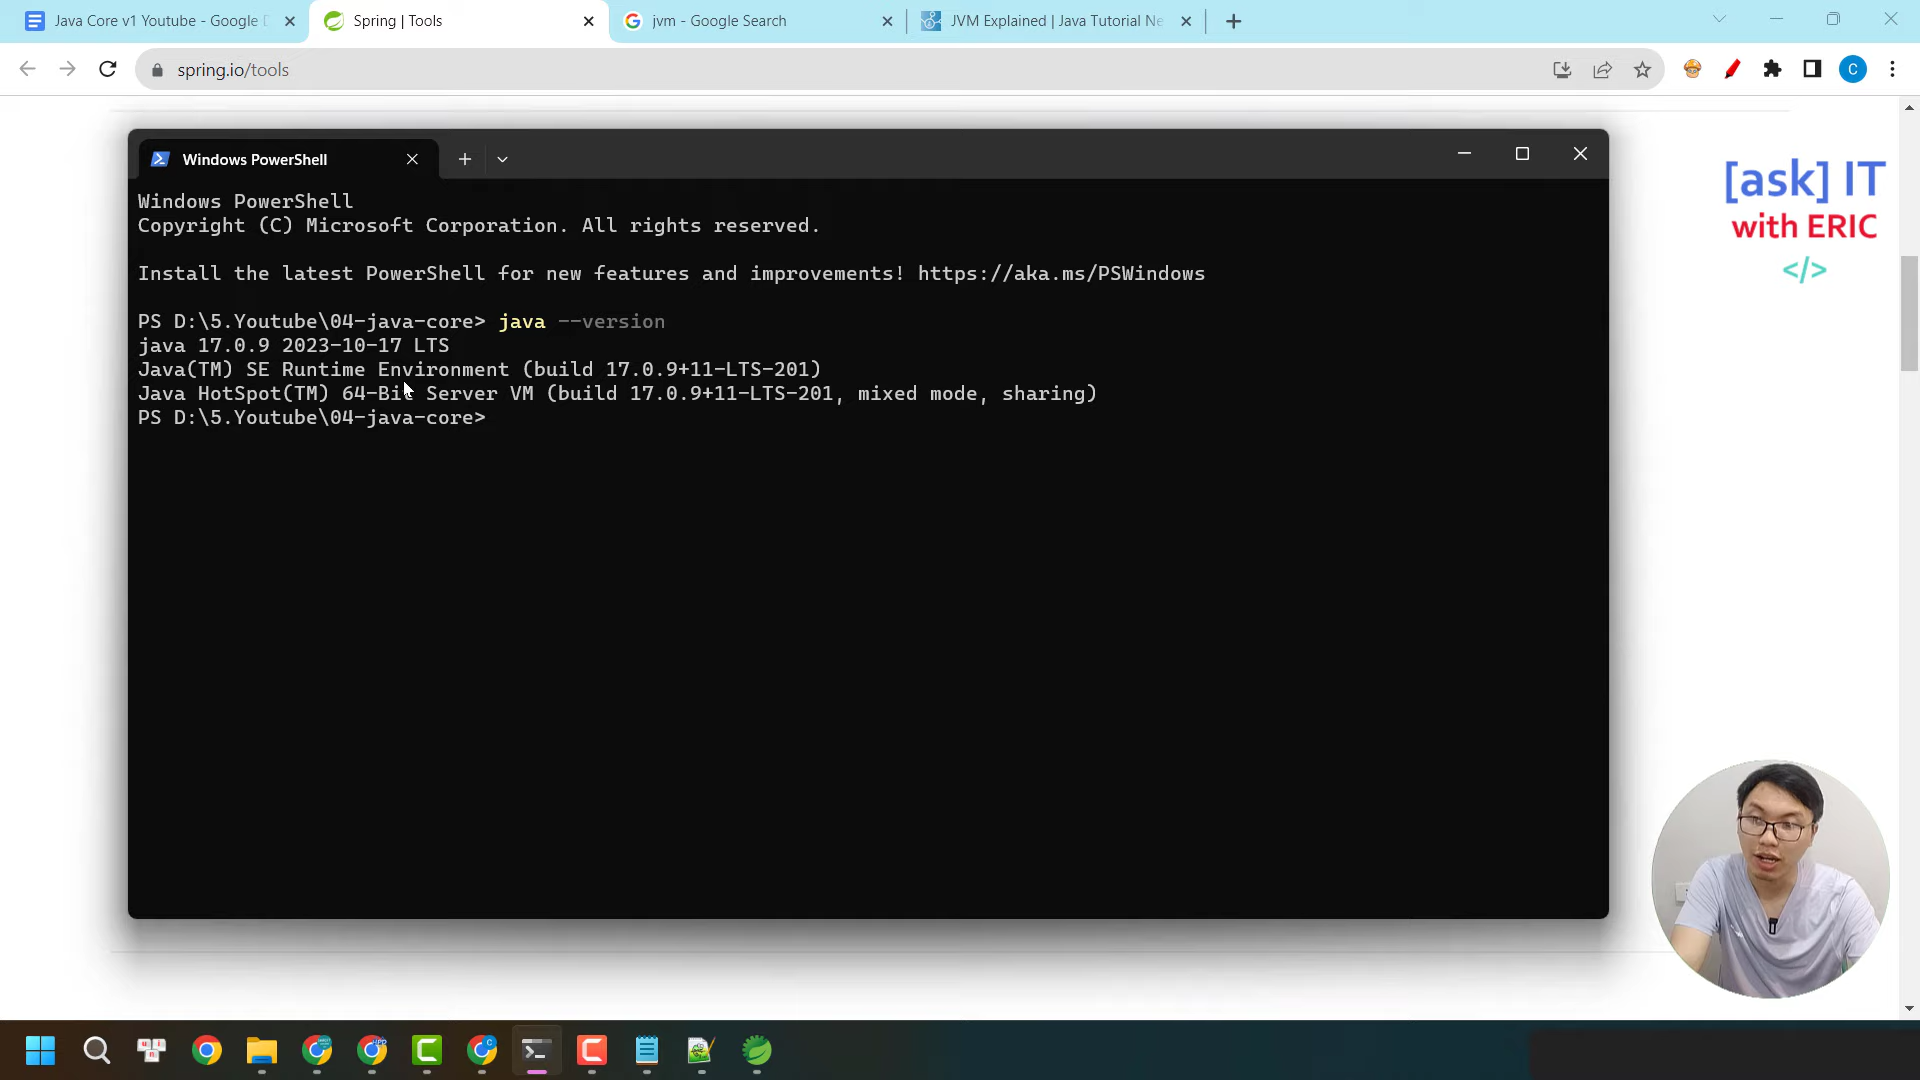 Java Core v1 Youtube - Google D
Spring | Tools
jvm - Google Search
JVM Explained | Java Tutorial Ne
spring.io/tools
C
Windows PowerShell
[ask] IT
with ERIC
</>
Windows PowerShell
Copyright (C) Microsoft Corporation. All rights reserved.
Install the latest PowerShell for new features and improvements! https://aka.ms/PSWindows
PS D:\5.Youtube\04-java-core> java --version
java 17.0.9 2023-10-17 LTS
Java(TM) SE Runtime Environment (build 17.0.9+11-LTS-201)
Java HotSpot(TM) 64-Bit Server VM (build 17.0.9+11-LTS-201, mixed mode, sharing)
PS D:\5.Youtube\04-java-core>